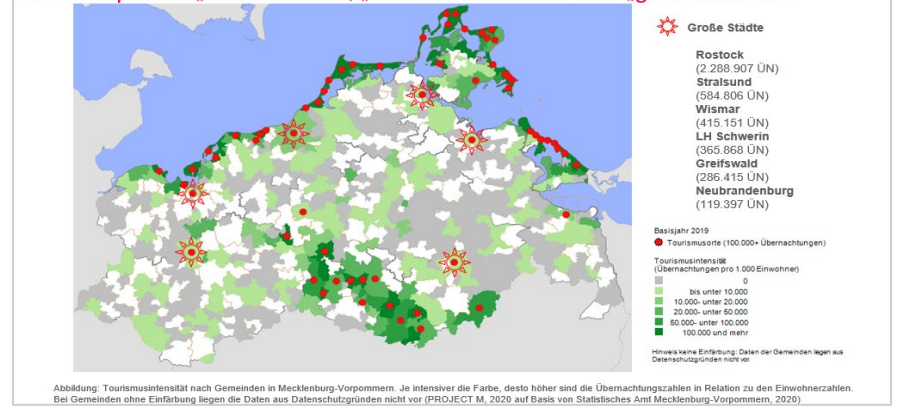 Große Städte
Rostock
(2.288.907 ÜN)
Stralsund
(584.806 ÜN)
Wismar
(415.151 ÜN)
LH Schwerin
(365.868 ÜN)
Greifswald
(286.415 ÜN)
Neubrandenburg
(119.397 ÜN)
Basisjahr 2019
Tourismusorte (100.000+ Übernachtungen)
Tourismusintensität
(Übernachtungen pro 1.000 Einwohner)
0
bis unter 10.000
10.000- unter 20.000
20.000- unter 50.000
50.000- unter 100.000
100.000 und mehr
Hinweis keine Einfärbung: Daten der Gemeinden liegen aus
Datenschutzgründen nicht vor.
Abbildung: Tourismusintensität nach Gemeinden in Mecklenburg-Vorpommern. Je intensiver die Farbe, desto höher sind die Übernachtungszahlen in Relation zu den Einwohnerzahlen.
Bei Gemeinden ohne Einfärbung liegen die Daten aus Datenschutzgründen nicht vor (PROJECT M, 2020 auf Basis von Statistisches Amt Mecklenburg-Vorpommern, 2020)